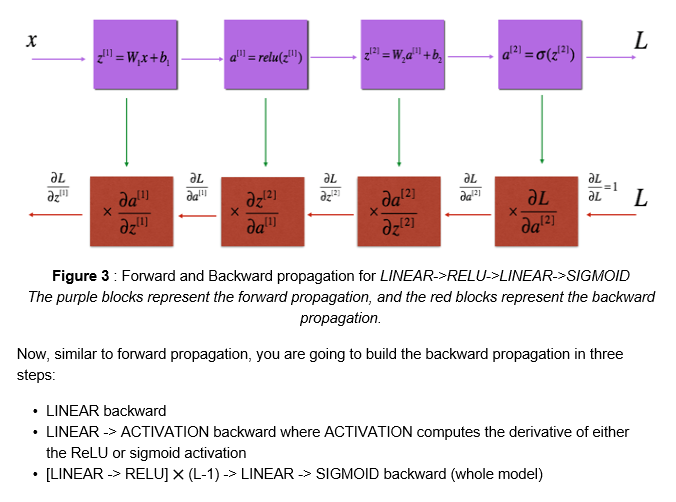 x
z[1] = W1x + b1
a[1] = relu(z[1])
z[2] = W2a[1] + b2
a[2] = σ(z[2])
L
∂L/∂z[1]
× ∂a[1]/∂z[1]
∂L/∂a[1]
× ∂z[2]/∂a[1]
∂L/∂z[2]
× ∂a[2]/∂z[2]
∂L/∂a[2]
× ∂L/∂a[2]
∂L/∂L = 1
L
Figure 3 : Forward and Backward propagation for LINEAR->RELU->LINEAR->SIGMOID
The purple blocks represent the forward propagation, and the red blocks represent the backward
propagation.
Now, similar to forward propagation, you are going to build the backward propagation in three
steps:
• LINEAR backward
• LINEAR -> ACTIVATION backward where ACTIVATION computes the derivative of either
the ReLU or sigmoid activation
• [LINEAR -> RELU] × (L-1) -> LINEAR -> SIGMOID backward (whole model)